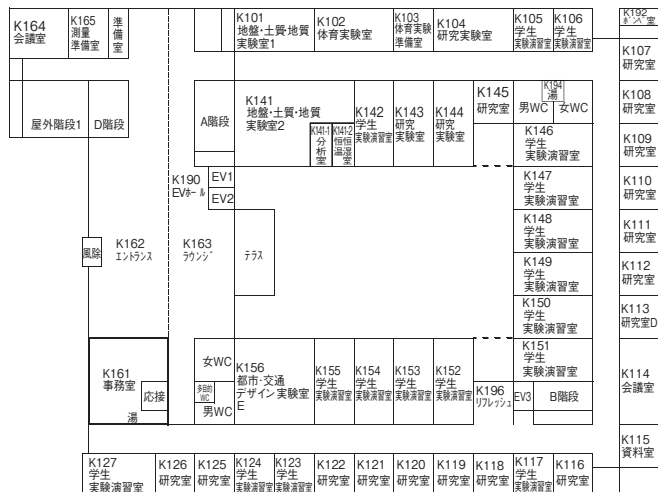 K164
会議室
K165
測量
準備室
準
備
室
K101
地盤・土質・地質
実験室1
K102
体育実験室
K103
体育実験
準備室
K104
研究実験室
K105
学生
実験演習室
K106
学生
実験演習室
K192
ボンベ室
K107
研究室
K108
研究室
K109
研究室
K110
研究室
K111
研究室
K112
研究室
K113
研究室D
K114
会議室
K115
資料室
屋外階段1
D階段
A階段
K141
地盤・土質・地質
実験室2
K141-1
分
析
室
K141-2
恒恒
温湿
室
K142
学生
実験演習室
K143
研究
実験室
K144
研究
実験室
K145
研究室
K194
湯
男WC
女WC
K146
学生
実験演習室
K147
学生
実験演習室
K148
学生
実験演習室
K149
学生
実験演習室
K150
学生
実験演習室
K151
学生
実験演習室
K190
EVホール
EV1
EV2
風除
K162
エントランス
K163
ラウンジ
テラス
K161
事務室
応接
湯
女WC
多目的
WC
男WC
K156
都市・交通
デザイン実験室
E
K155
学生
実験演習室
K154
学生
実験演習室
K153
学生
実験演習室
K152
学生
実験演習室
K196
リフレッシュ
EV3
B階段
K127
学生
実験演習室
K126
研究室
K125
研究室
K124
学生
実験演習室
K123
学生
実験演習室
K122
研究室
K121
研究室
K120
研究室
K119
研究室
K118
研究室
K117
学生
実験演習室
K116
研究室